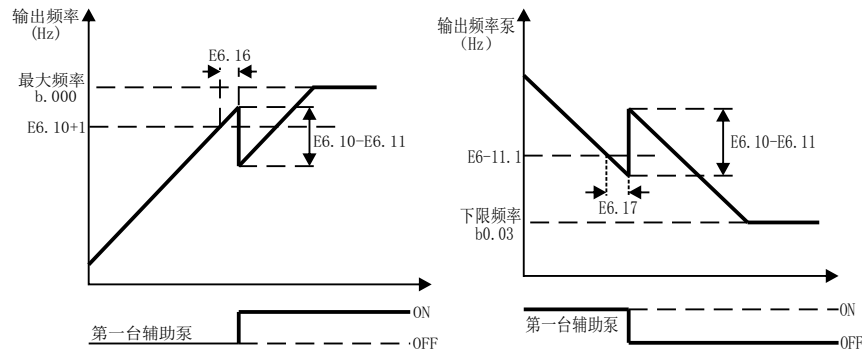 输出频率
(Hz)
E6.16
最大频率
b.000
E6.10+1
E6.10-E6.11
ON
第一台辅助泵
OFF
输出频率泵
(Hz)
E6.10-E6.11
E6-11.1
E6.17
下限频率
b0.03
ON
第一台辅助泵
OFF